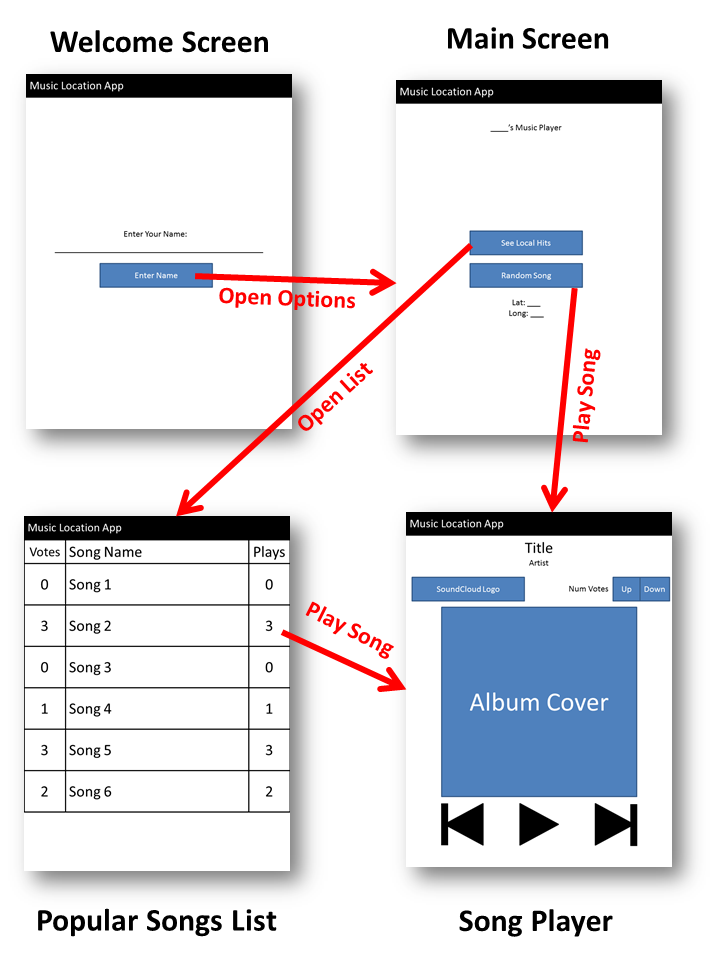 Welcome Screen
Main Screen
Music Location App
Enter Your Name:
Enter Name
Open Options
Music Location App
____'s Music Player
See Local Hits
Random Song
Lat: ___
Long: ___
Open List
Play Song
Music Location App
Votes Song Name Plays
0 Song 1 0
3 Song 2 3
0 Song 3 0
1 Song 4 1
3 Song 5 3
2 Song 6 2
Play Song
Music Location App
Title
Artist
SoundCloud Logo Num Votes Up Down
Album Cover
Popular Songs List
Song Player